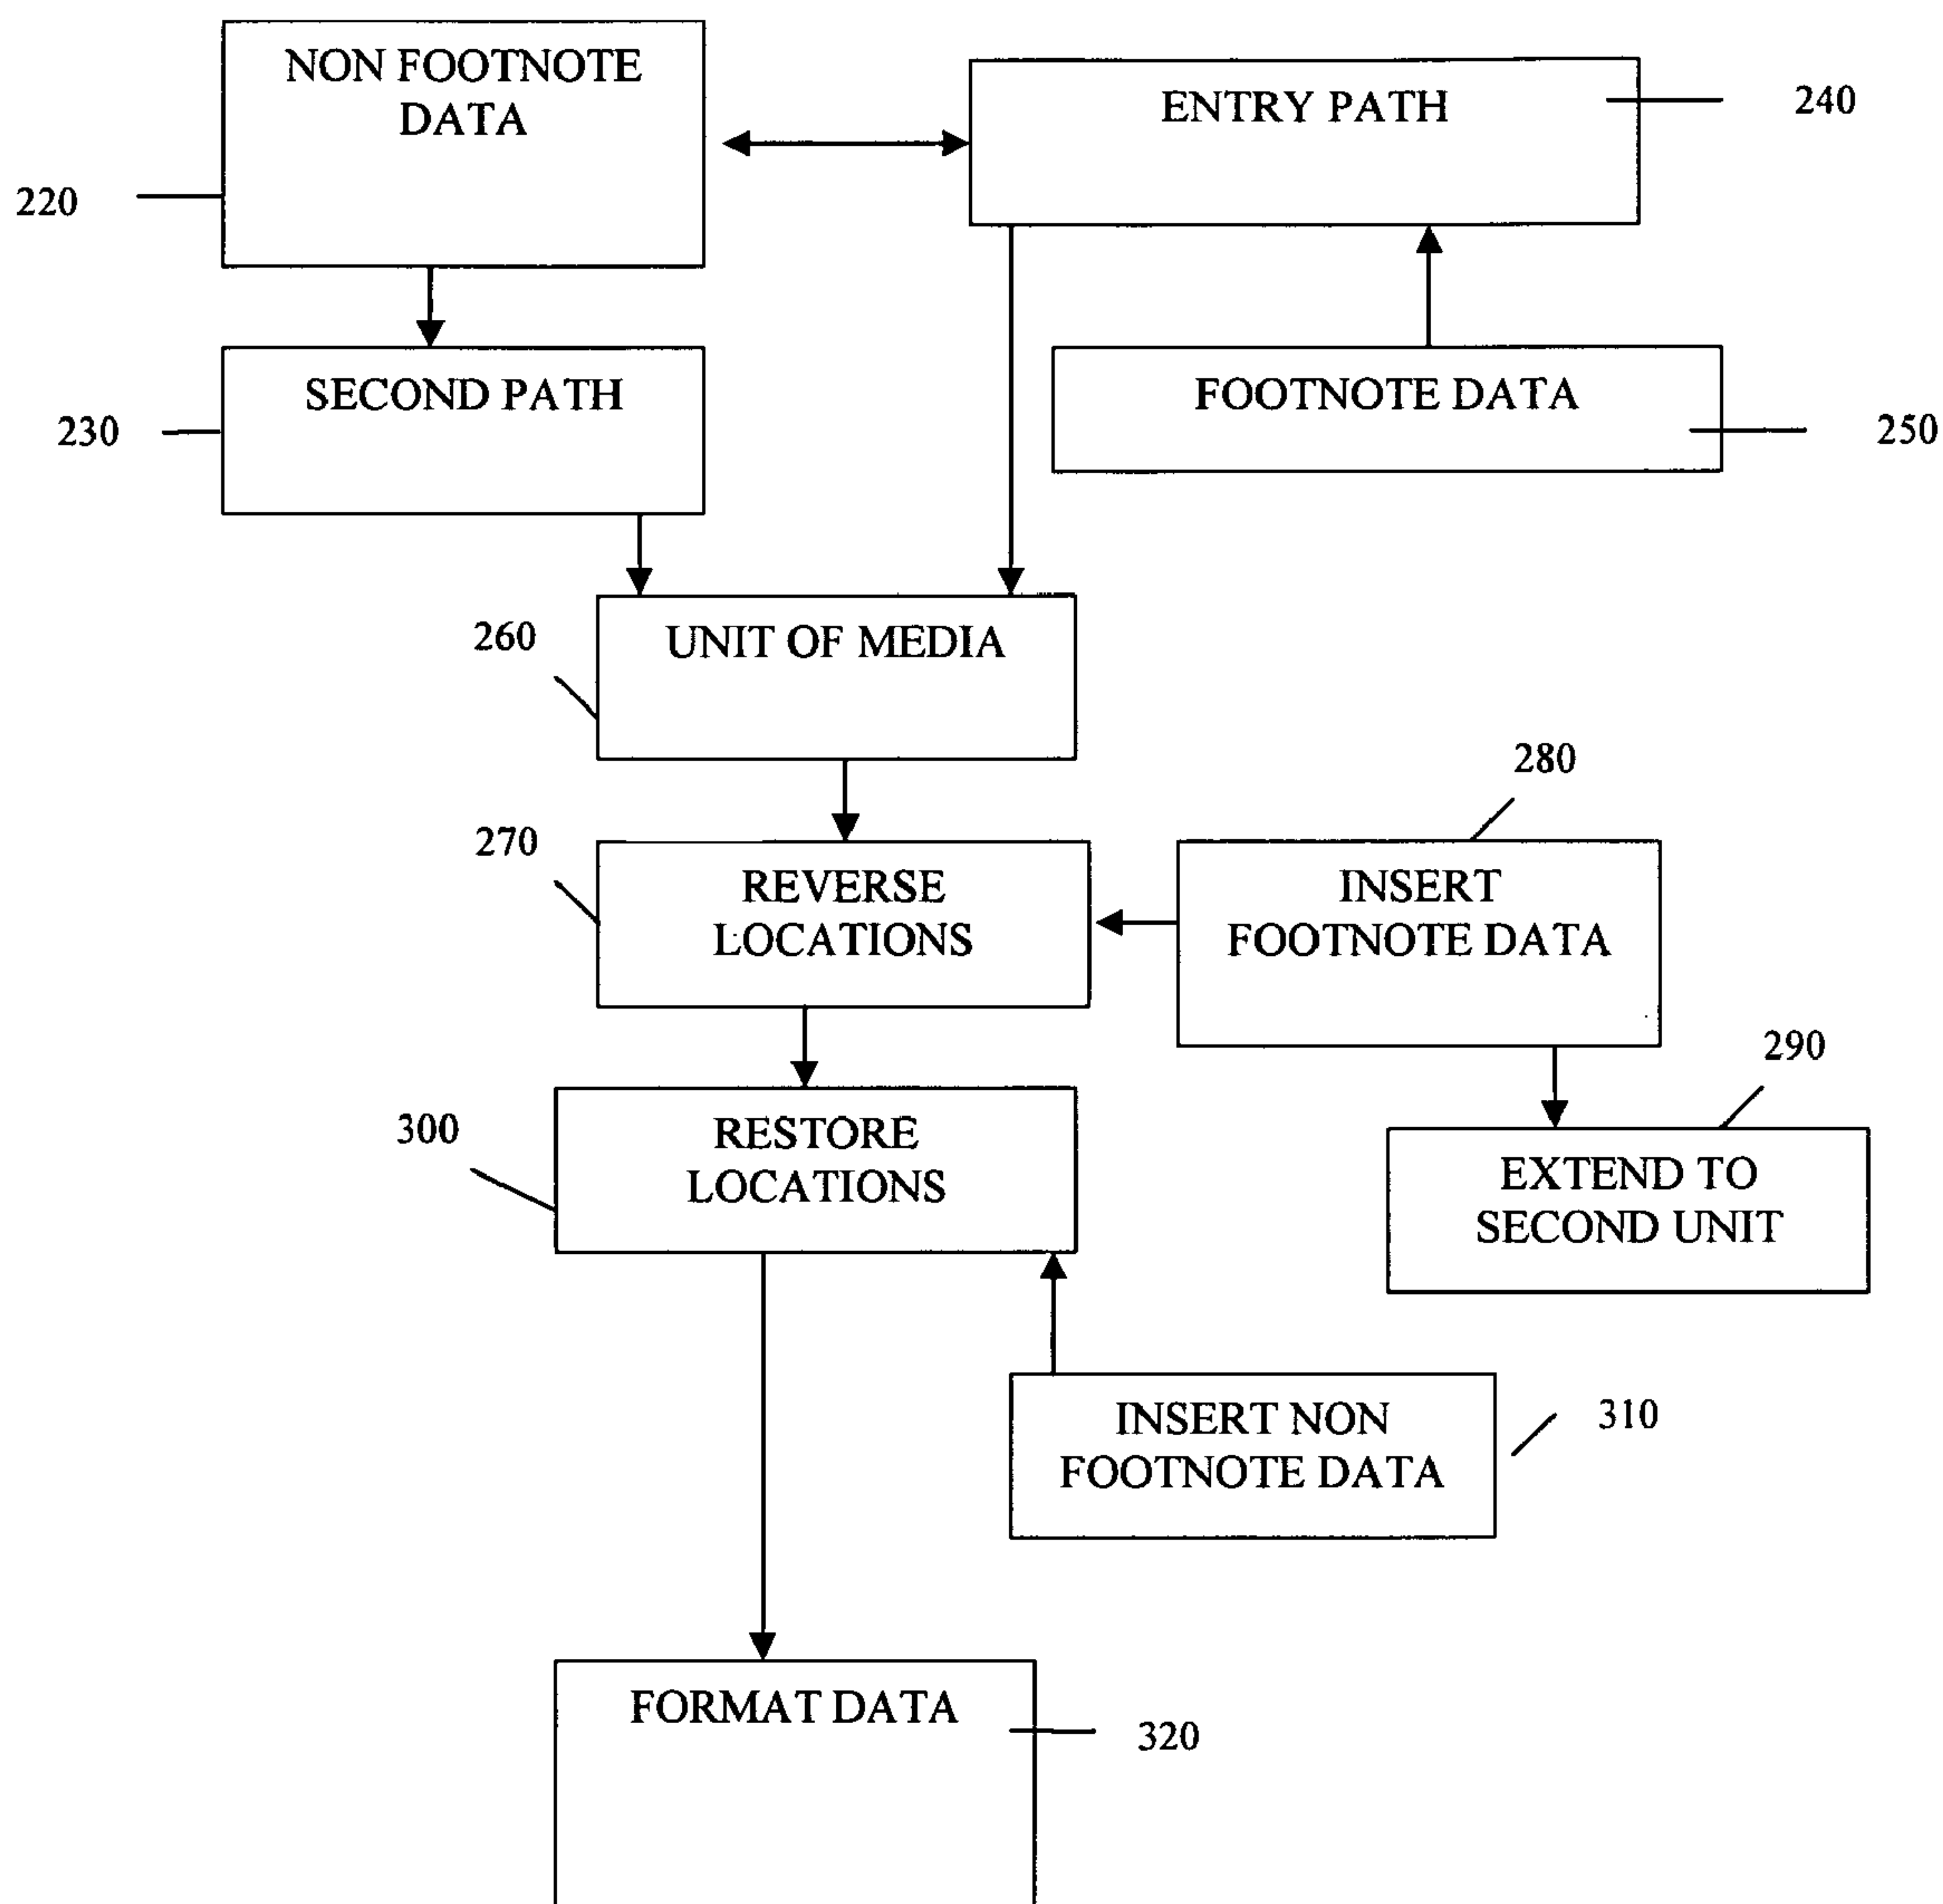 NON FOOTNOTE
DATA
220
ENTRY PATH
240
SECOND PATH
230
FOOTNOTE DATA
250
UNIT OF MEDIA
260
REVERSE
LOCATIONS
270
INSERT
FOOTNOTE DATA
280
RESTORE
LOCATIONS
300
EXTEND TO
SECOND UNIT
290
INSERT NON
FOOTNOTE DATA
310
FORMAT DATA
320